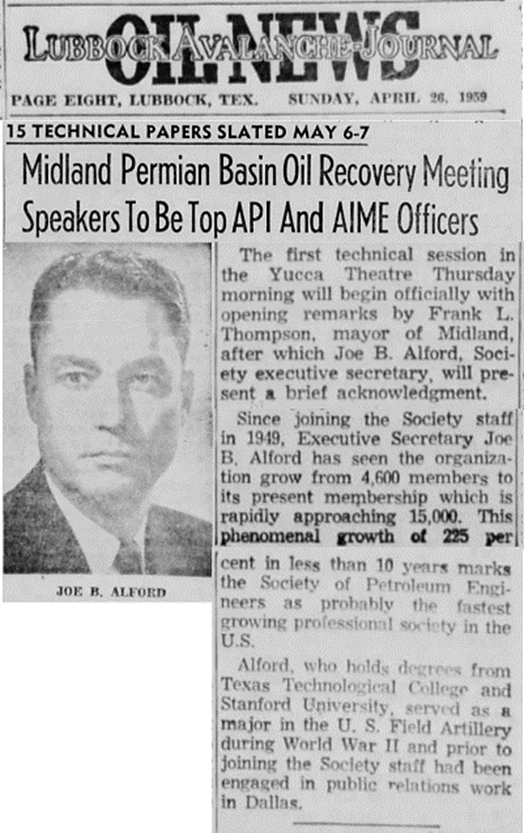 OIL NEWS
LUBBOCK AVALANCHE-JOURNAL
PAGE EIGHT, LUBBOCK, TEX. SUNDAY, APRIL 26, 1959
15 TECHNICAL PAPERS SLATED MAY 6-7
Midland Permian Basin Oil Recovery Meeting
Speakers To Be Top API And AIME Officers
JOE B. ALFORD
The first technical session in
the Yucca Theatre Thursday
morning will begin officially with
opening remarks by Frank L.
Thompson, mayor of Midland,
after which Joe B. Alford, Soci-
ety executive secretary, will pre-
sent a brief acknowledgment.
Since joining the Society staff
in 1949, Executive Secretary Joe
B. Alford has seen the organiza-
tion grow from 4,600 members to
its present membership which is
rapidly approaching 15,000. This
phenomenal growth of 225 per
cent in less than 10 years marks
the Society of Petroleum Engi-
neers as probably the fastest
growing professional society in the
U.S.
Alford, who holds degrees from
Texas Technological College and
Stanford University, served as a
major in the U. S. Field Artillery
during World War II and prior to
joining the Society staff had been
engaged in public relations work
in Dallas.